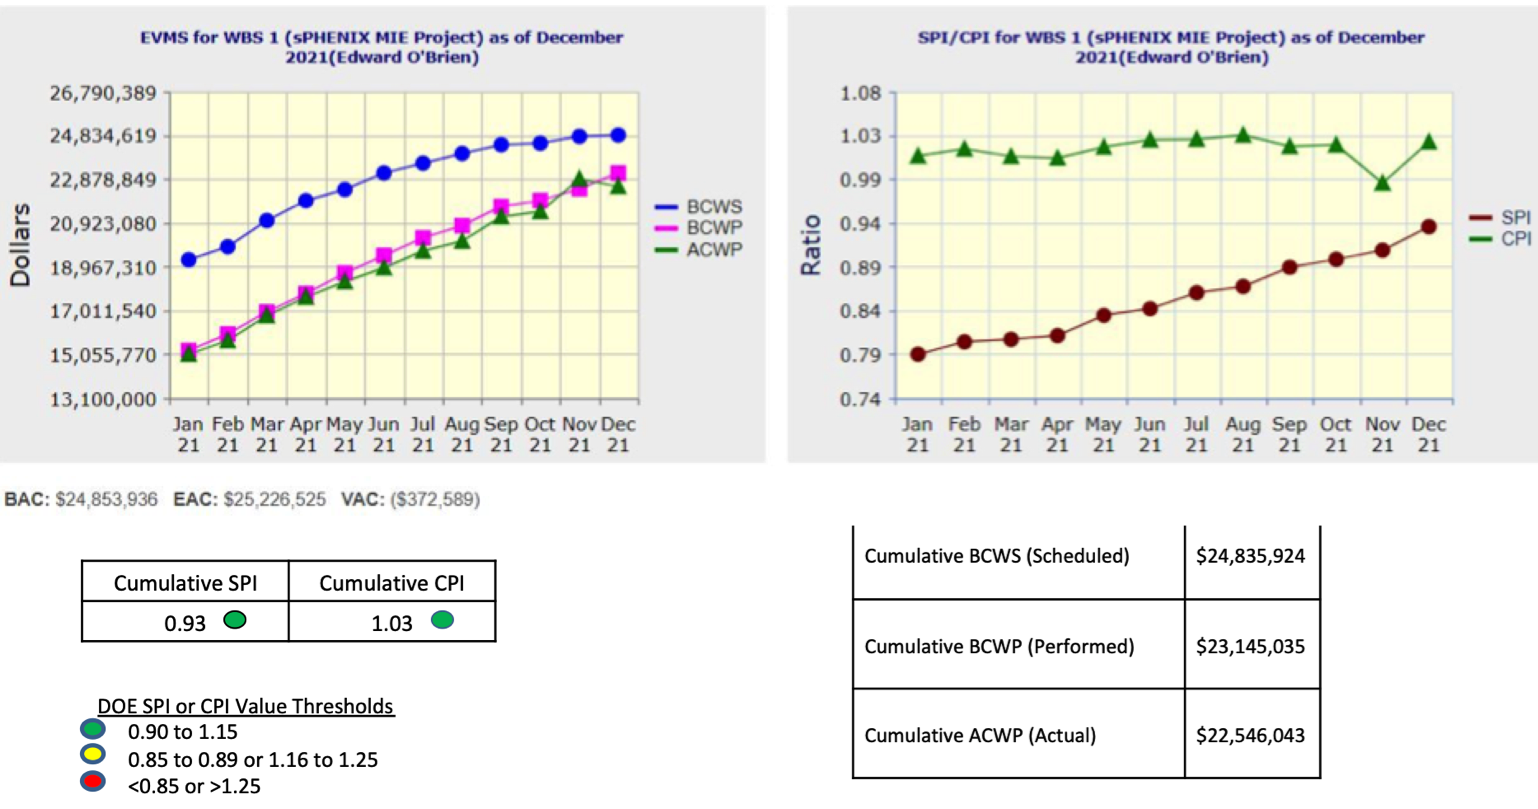 EVMS for WBS 1 (sPHENIX MIE Project) as of December
2021(Edward O'Brien)
26,790,389
24,834,619
22,878,849
20,923,080
18,967,310
17,011,540
15,055,770
13,100,000
Dollars
Jan Feb Mar Apr May Jun Jul Aug Sep Oct Nov Dec
21 21 21 21 21 21 21 21 21 21 21 21
BCWS
BCWP
ACWP
SPI/CPI for WBS 1 (sPHENIX MIE Project) as of December
2021(Edward O'Brien)
1.08
1.03
0.99
0.94
0.89
0.84
0.79
0.74
Ratio
Jan Feb Mar Apr May Jun Jul Aug Sep Oct Nov Dec
21 21 21 21 21 21 21 21 21 21 21 21
SPI
CPI
BAC: $24,853,936 EAC: $25,226,525 VAC: ($372,589)
Cumulative SPI Cumulative CPI
0.93 1.03
DOE SPI or CPI Value Thresholds
0.90 to 1.15
0.85 to 0.89 or 1.16 to 1.25
<0.85 or >1.25
Cumulative BCWS (Scheduled) $24,835,924
Cumulative BCWP (Performed) $23,145,035
Cumulative ACWP (Actual) $22,546,043